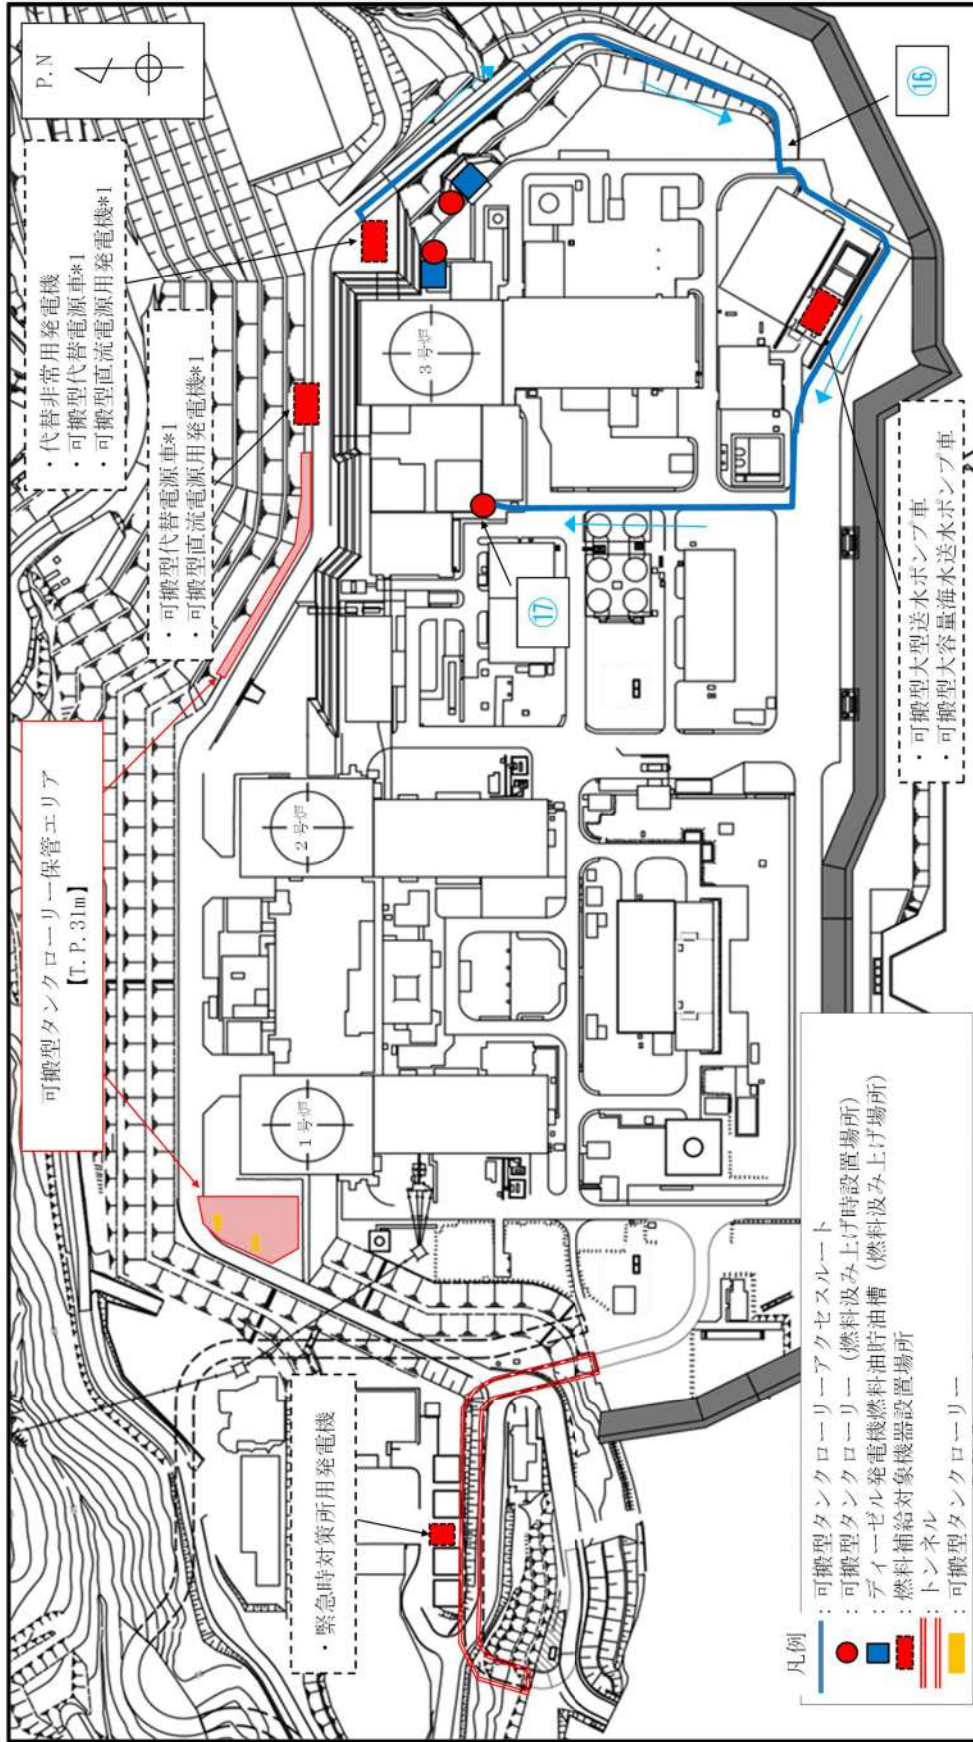 P.N
・代替非常用発電機
・可搬型代替電源車*1
・可搬型直流電源用発電機*1
・可搬型代替電源車*1
・可搬型直流電源用発電機*1
可搬型タンクローリー保管エリア
【T.P.31m】
・緊急時対策所用発電機
1号炉
2号炉
3号炉
⑯
⑰
・可搬型大型送水ポンプ車
・可搬型大容量海水送水ポンプ車
凡例
：可搬型タンクローリーアクセスルート
：可搬型タンクローリー（燃料汲み上げ時設置場所）
：ディーゼル発電機燃料油貯油槽（燃料汲み上げ場所）
：燃料補給対象機器設置場所
：トンネル
：可搬型タンクローリー